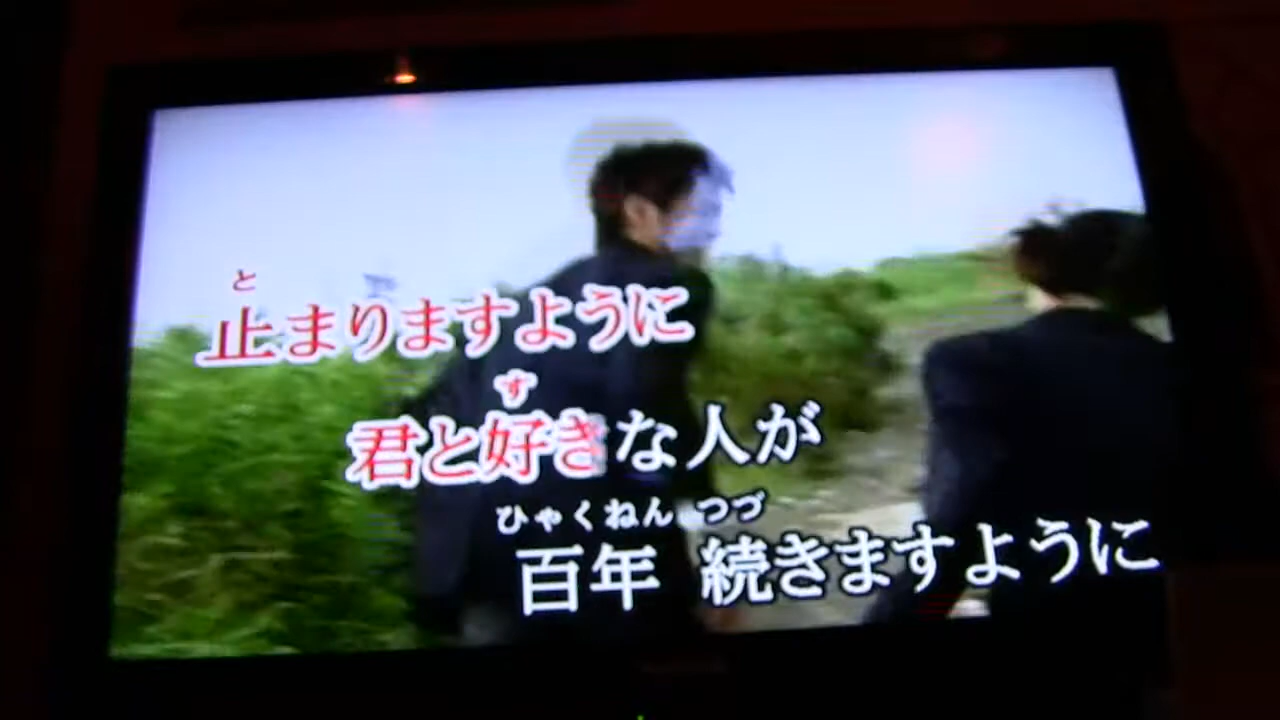 と
止まりますように
す
君と好きな人が
ひゃくねん つづ
百年 続きますように